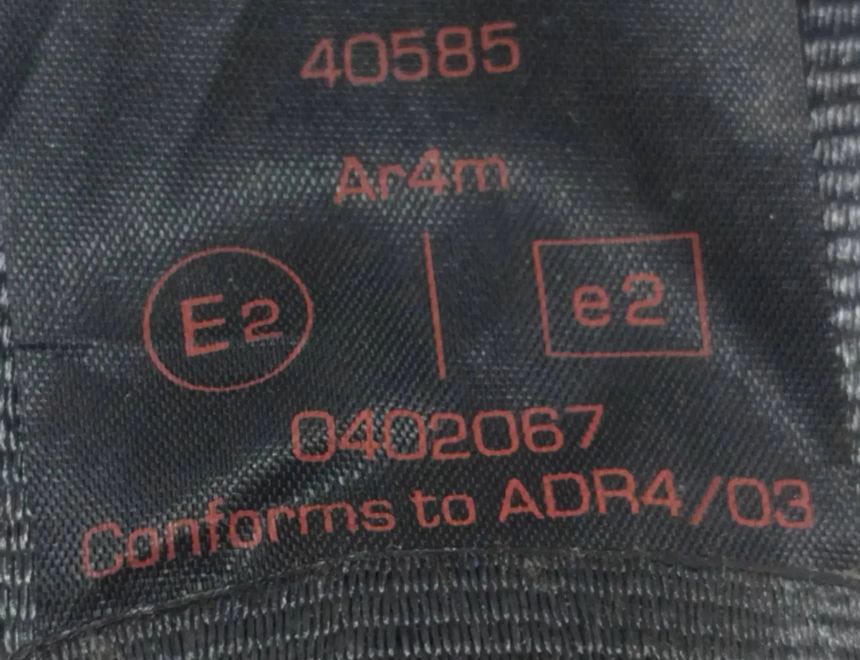 40585
Ar4m
E2 | e2
0402067
Conforms to ADR4/03